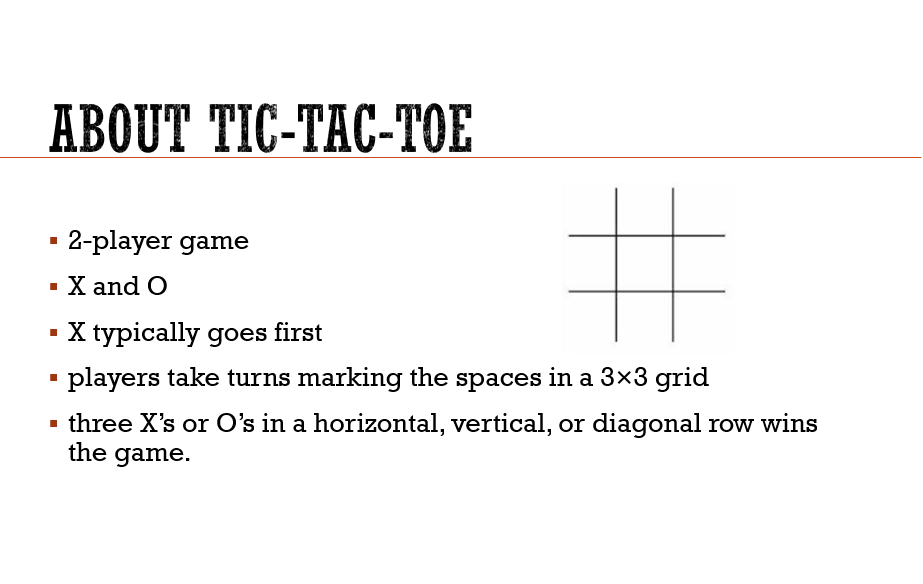 ABOUT TIC-TAC-TOE
▪ 2-player game
▪ X and O
▪ X typically goes first
▪ players take turns marking the spaces in a 3×3 grid
▪ three X’s or O’s in a horizontal, vertical, or diagonal row wins
the game.